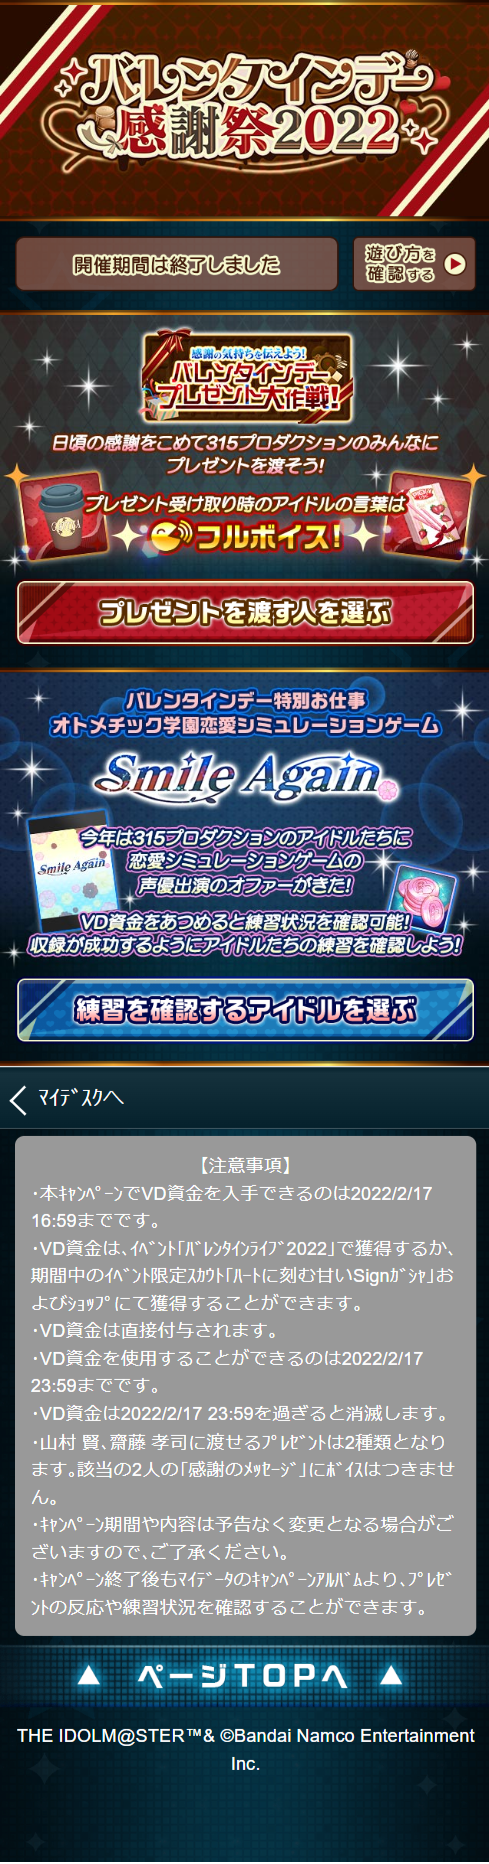 バレンタインデー
感謝祭2022
開催期間は終了しました
遊び方を
確認する
感謝の気持ちを伝えよう!
バレンタインデー
プレゼント大作戦!
日頃の感謝をこめて315プロダクションのみんなに
プレゼントを渡そう!
プレゼント受け取り時のアイドルの言葉は
フルボイス!
プレゼントを渡す人を選ぶ
バレンタインデー特別お仕事
オトメチック学園恋愛シミュレーションゲーム
Smile Again
今年は315プロダクションのアイドルたちに
恋愛シミュレーションゲームの
声優出演のオファーがきた!
Smile Again
VD資金をあつめると練習状況を確認可能!
収録が成功するようにアイドルたちの練習を確認しよう!
練習を確認するアイドルを選ぶ
ﾏｲﾃﾞｽｸへ
【注意事項】
･本ｷｬﾝﾍﾟｰﾝでVD資金を入手できるのは2022/2/17
16:59までです｡
･VD資金は､ｲﾍﾞﾝﾄ｢ﾊﾞﾚﾝﾀｲﾝﾗｲﾌﾞ2022｣で獲得するか､
期間中のｲﾍﾞﾝﾄ限定ｽｶｳﾄ｢ﾊｰﾄに刻む甘いSignｶﾞｼｬ｣お
よびｼｮｯﾌﾟにて獲得することができます｡
･VD資金は直接付与されます｡
･VD資金を使用することができるのは2022/2/17
23:59までです｡
･VD資金は2022/2/17 23:59を過ぎると消滅します｡
･山村 賢､齋藤 孝司に渡せるﾌﾟﾚｾﾞﾝﾄは2種類となり
ます｡該当の2人の｢感謝のﾒｯｾｰｼﾞ｣にﾎﾞｲｽはつきませ
ん｡
･ｷｬﾝﾍﾟｰﾝ期間や内容は予告なく変更となる場合がご
ざいますので､ご了承ください｡
･ｷｬﾝﾍﾟｰﾝ終了後もﾏｲﾃﾞｰﾀのｷｬﾝﾍﾟｰﾝｱﾙﾊﾞﾑより､ﾌﾟﾚｾﾞ
ﾝﾄの反応や練習状況を確認することができます｡
▲ ページTOPへ ▲
THE IDOLM@STER™& ©Bandai Namco Entertainment
Inc.